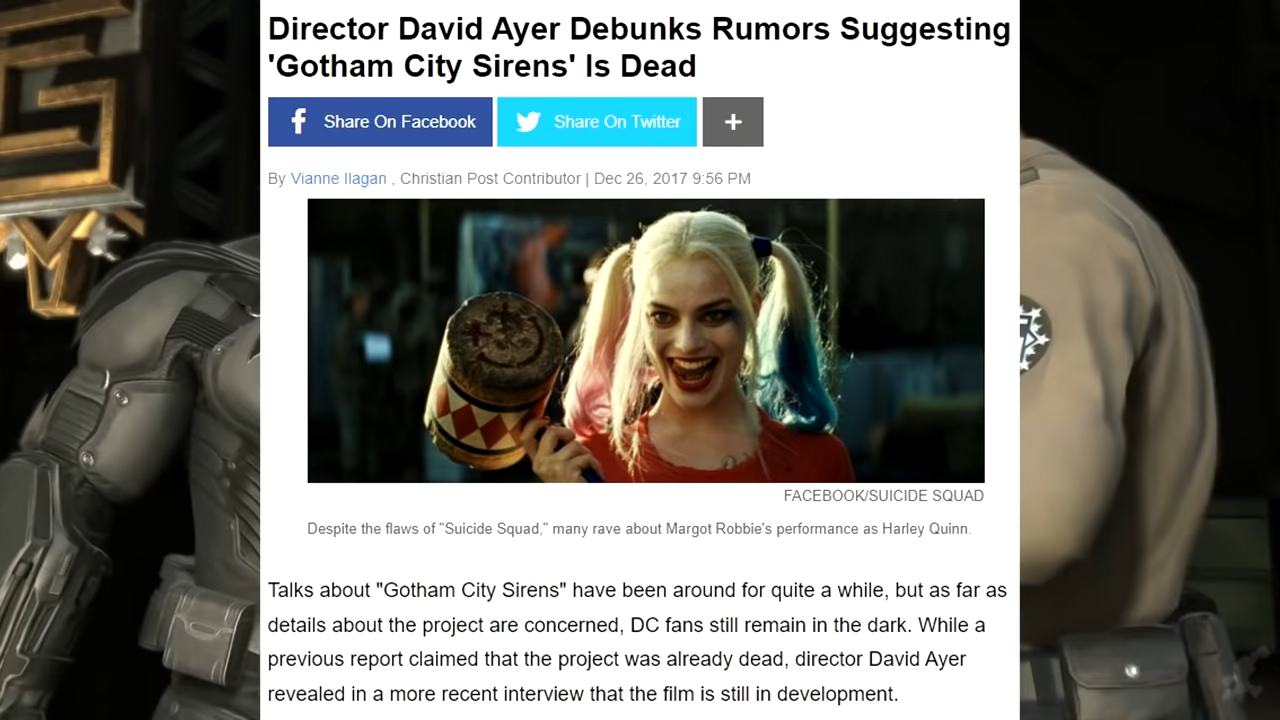 Director David Ayer Debunks Rumors Suggesting
'Gotham City Sirens' Is Dead
Share On Facebook
Share On Twitter
+
By Vianne Ilagan , Christian Post Contributor | Dec 26, 2017 9:56 PM
FACEBOOK/SUICIDE SQUAD
Despite the flaws of "Suicide Squad," many rave about Margot Robbie's performance as Harley Quinn.
Talks about "Gotham City Sirens" have been around for quite a while, but as far as
details about the project are concerned, DC fans still remain in the dark. While a
previous report claimed that the project was already dead, director David Ayer
revealed in a more recent interview that the film is still in development.